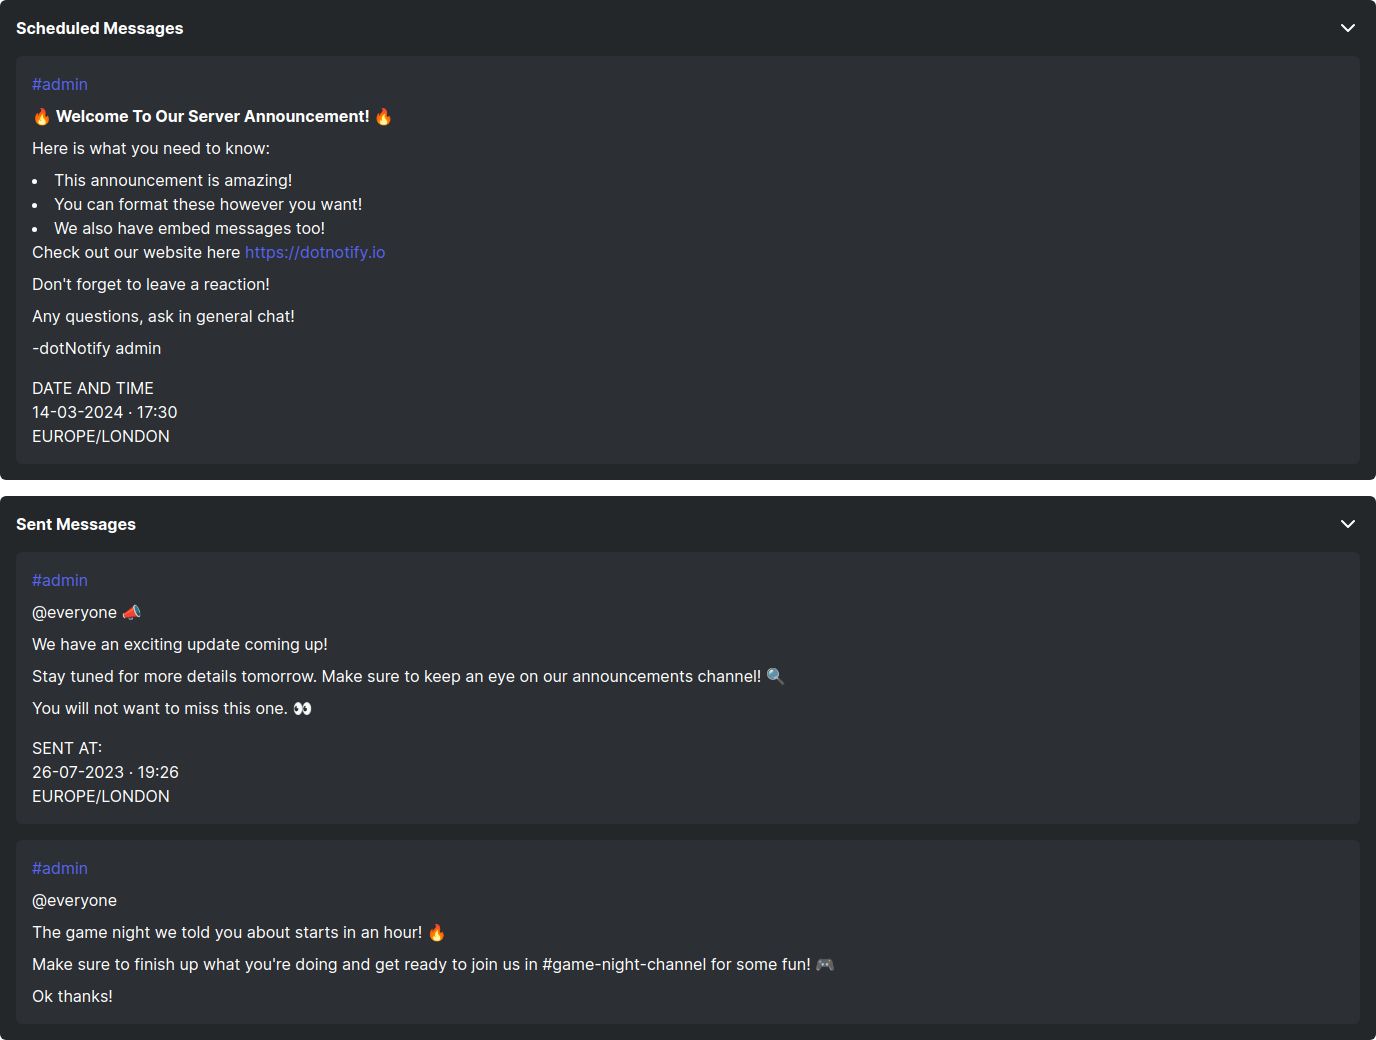 Scheduled Messages
#admin
🔥 Welcome To Our Server Announcement! 🔥
Here is what you need to know:
• This announcement is amazing!
• You can format these however you want!
• We also have embed messages too!
Check out our website here https://dotnotify.io
Don't forget to leave a reaction!
Any questions, ask in general chat!
-dotNotify admin
DATE AND TIME
14-03-2024 · 17:30
EUROPE/LONDON
Sent Messages
#admin
@everyone 📣
We have an exciting update coming up!
Stay tuned for more details tomorrow. Make sure to keep an eye on our announcements channel! 🔍
You will not want to miss this one. 👀
SENT AT:
26-07-2023 · 19:26
EUROPE/LONDON
#admin
@everyone
The game night we told you about starts in an hour! 🔥
Make sure to finish up what you're doing and get ready to join us in #game-night-channel for some fun! 🎮
Ok thanks!